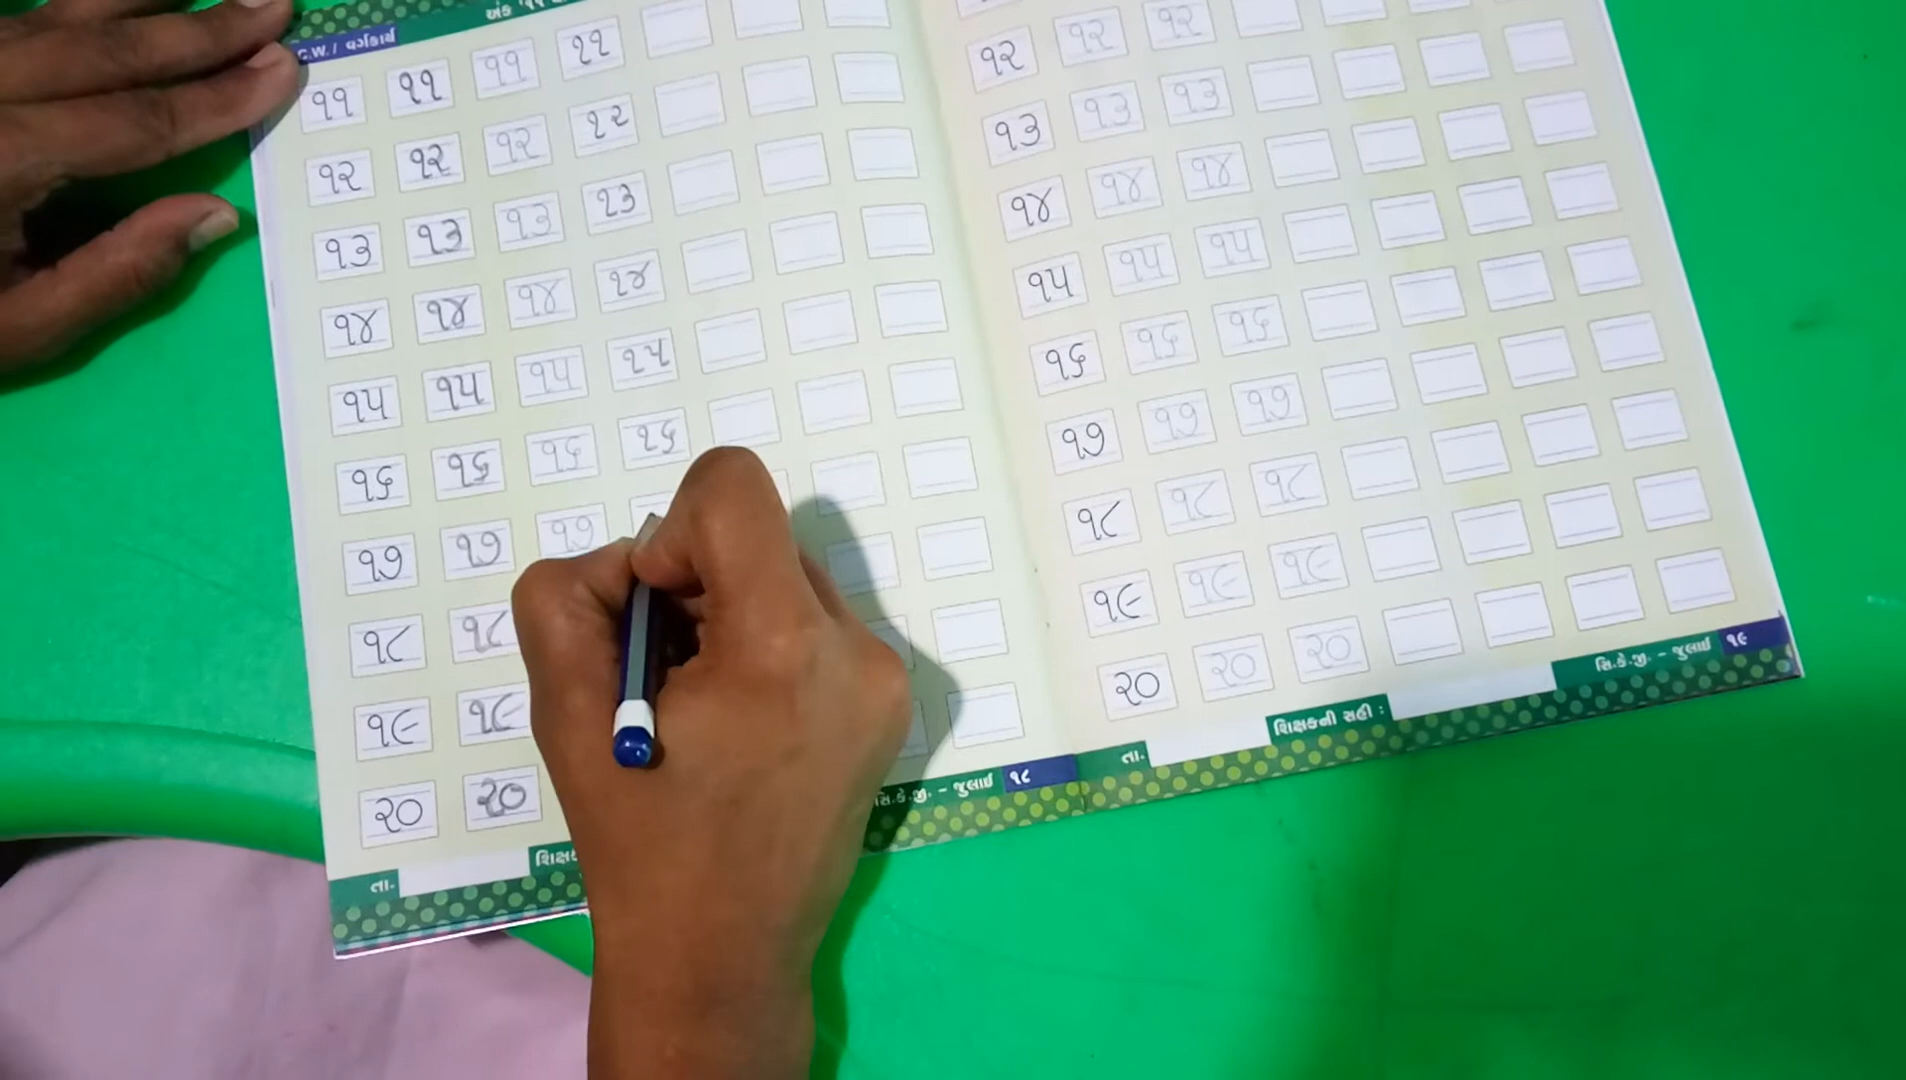 C.W. / વર્ગકાર્ય
૧૧ ૧૧ ૧૧ ૧૧
૧૨ ૧૨ ૧૨ ૧૨
૧૩ ૧૩ ૧૩ ૧૩
૧૪ ૧૪ ૧૪ ૧૪
૧૫ ૧૫ ૧૫ ૧૫
૧૬ ૧૬ ૧૬ ૧૬
૧૭ ૧૭ ૧૭
૧૮ ૧૮
૧૯ ૧૯
૨૦ ૨૦
તા.
સિ.કે.જી. - જુલાઈ ૧૮
૧૨ ૧૨ ૧૨
૧૩ ૧૩ ૧૩
૧૪ ૧૪ ૧૪
૧૫ ૧૫ ૧૫
૧૬ ૧૬ ૧૬
૧૭ ૧૭ ૧૭
૧૮ ૧૮ ૧૮
૧૯ ૧૯ ૧૯
૨૦ ૨૦ ૨૦
તા. શિક્ષકની સહી :
સિ.કે.જી. - જુલાઈ ૧૯